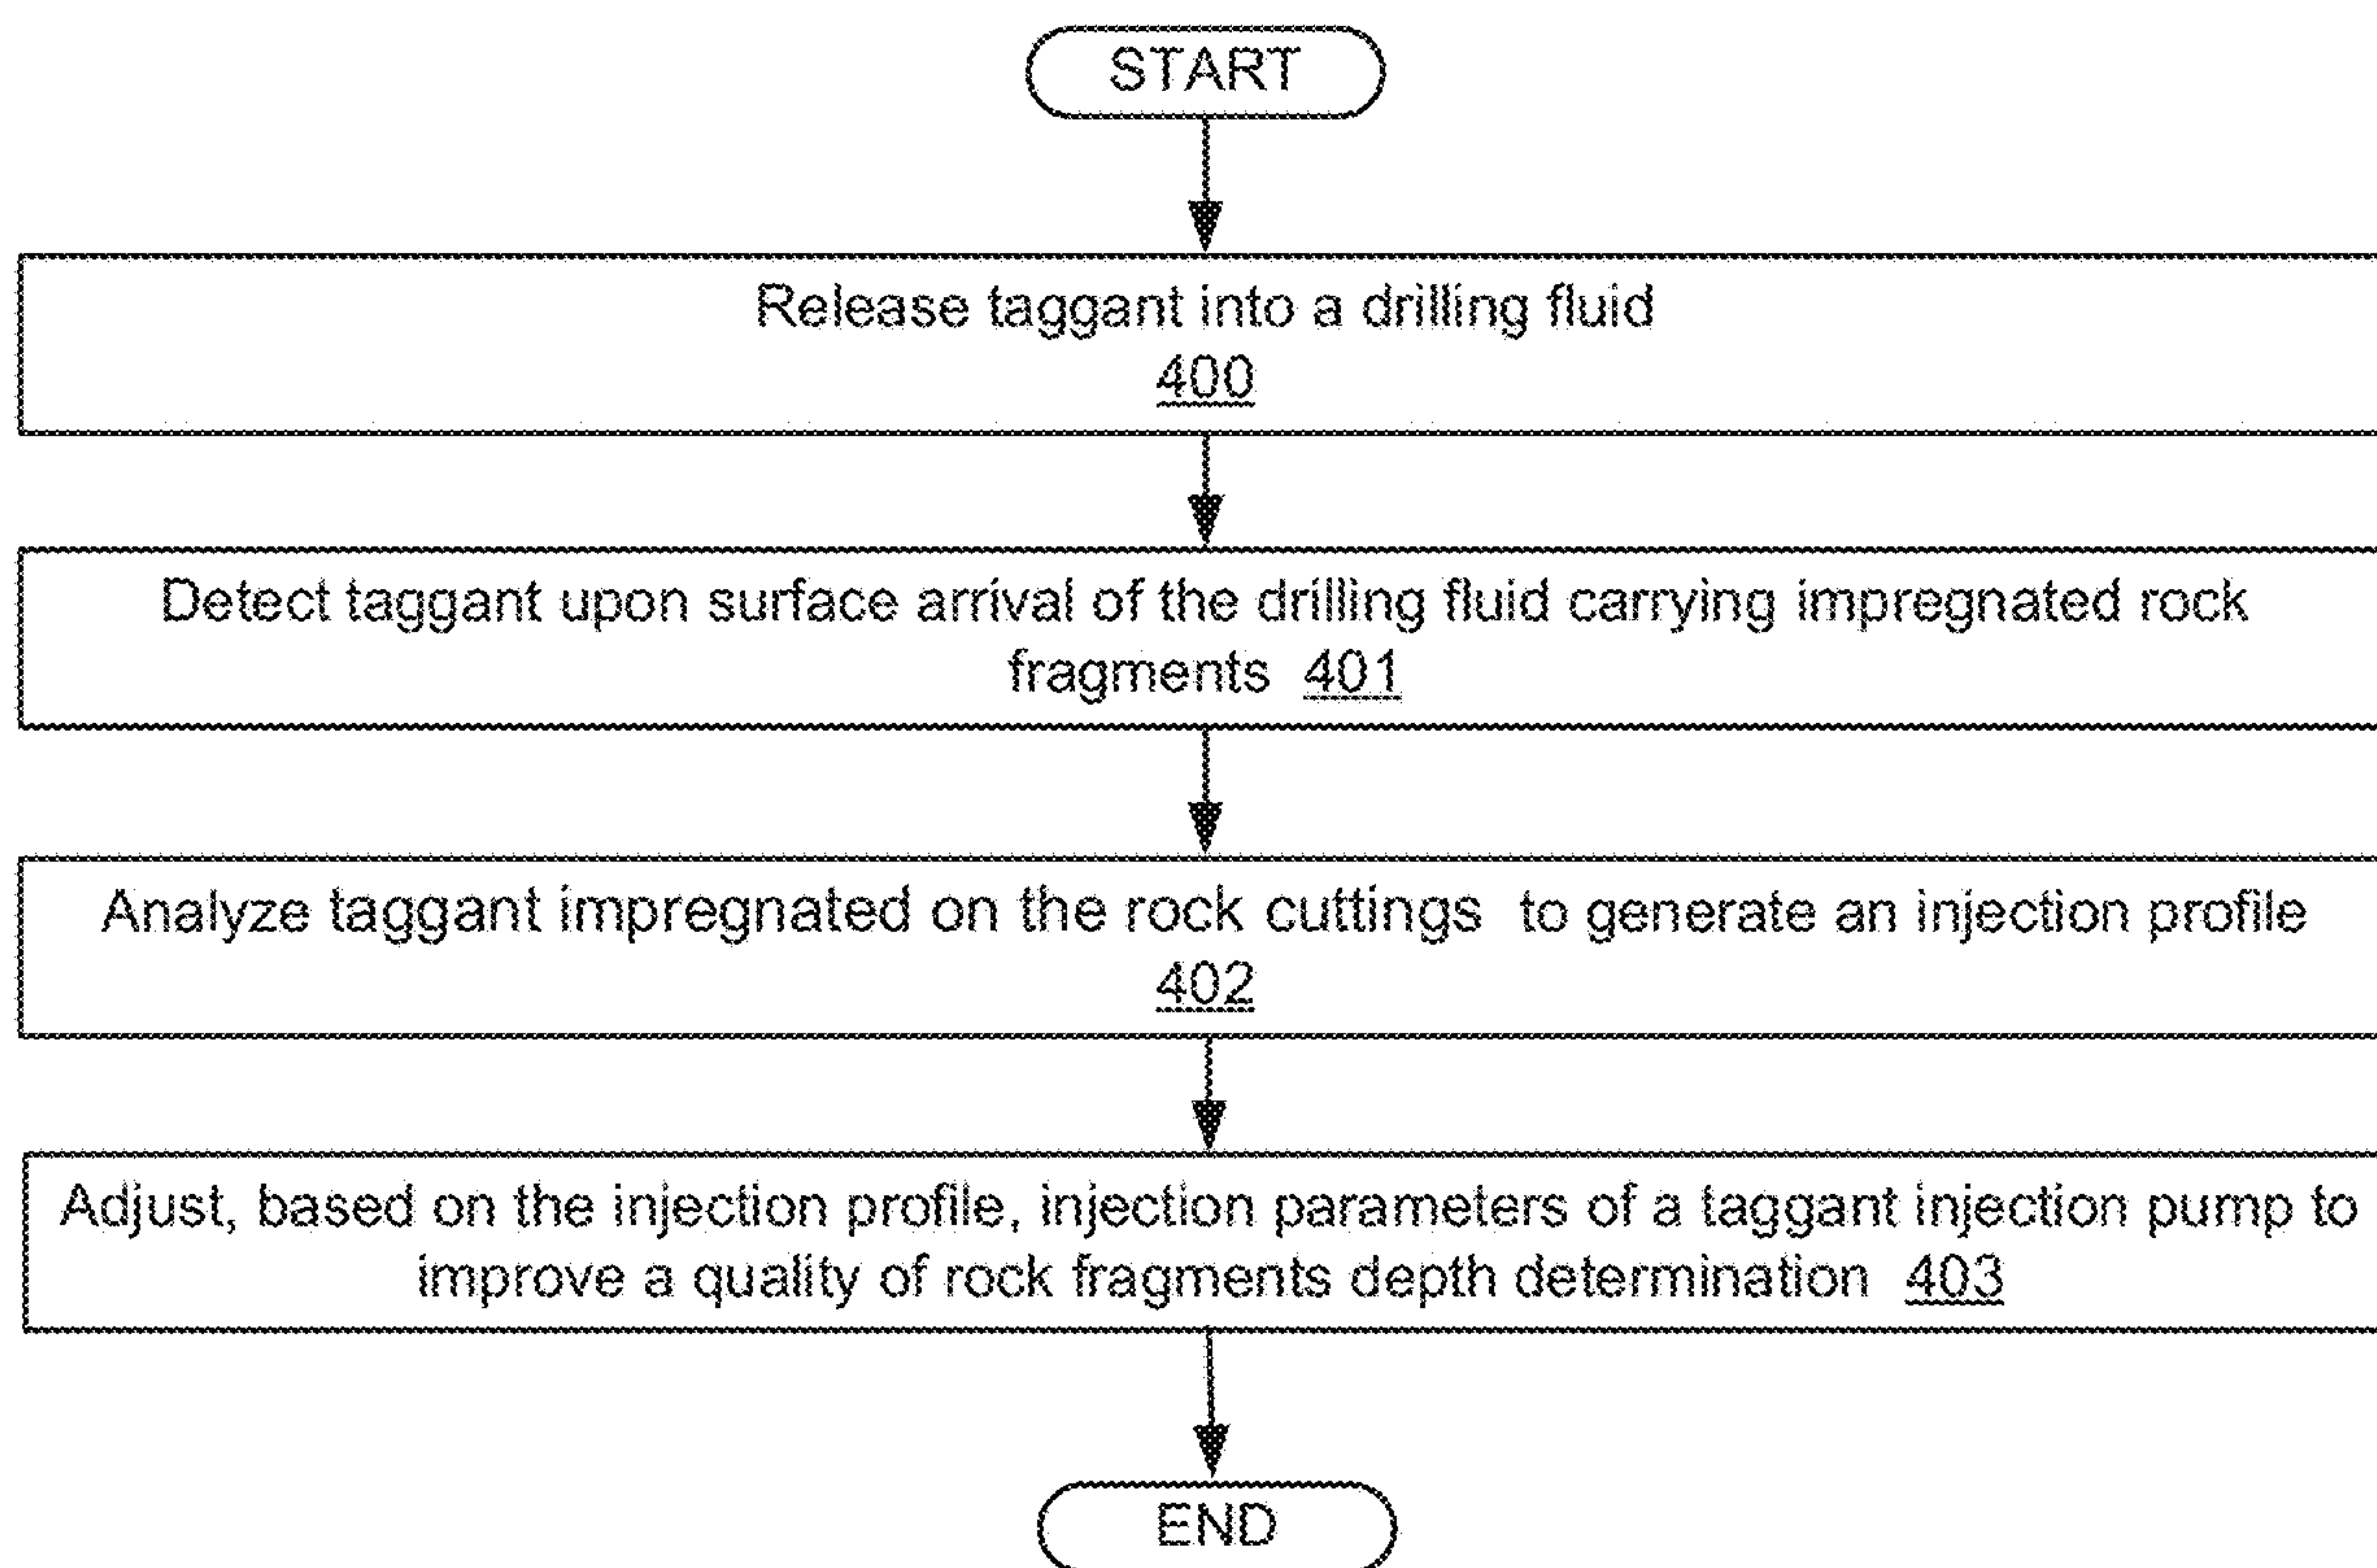 START
Release taggant into a drilling fluid
400
Detect taggant upon surface arrival of the drilling fluid carrying impregnated rock
fragments 401
Analyze taggant impregnated on the rock cuttings to generate an injection profile
402
Adjust, based on the injection profile, injection parameters of a taggant injection pump to
improve a quality of rock fragments depth determination 403
END